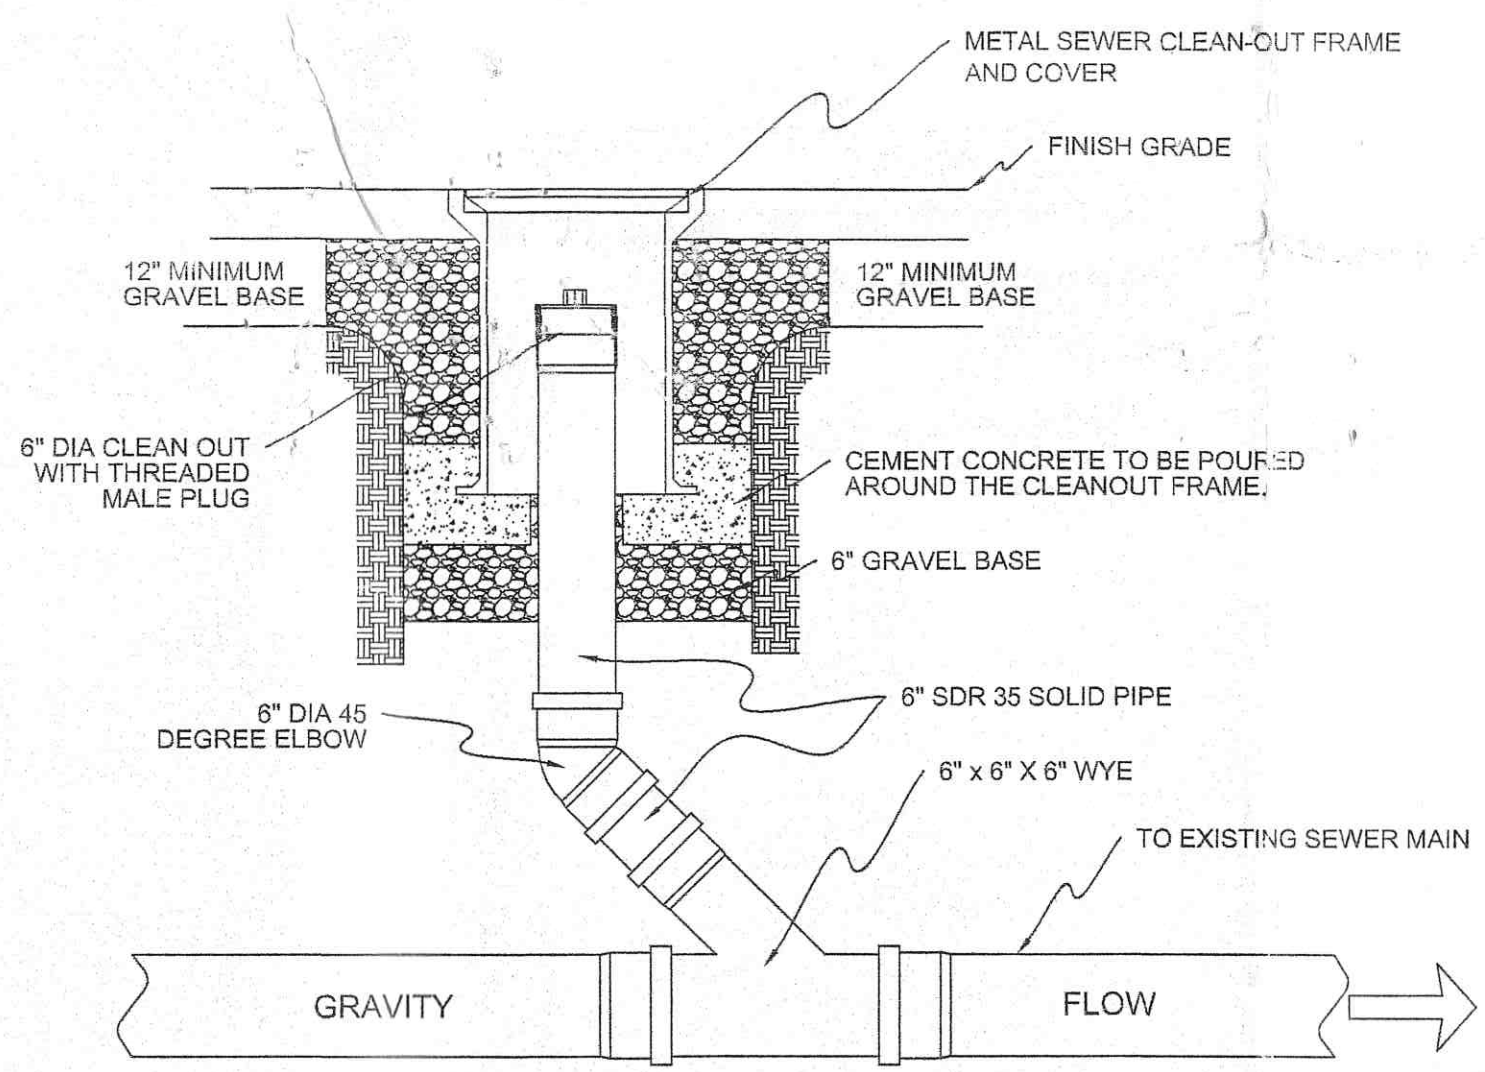 METAL SEWER CLEAN-OUT FRAME
AND COVER
FINISH GRADE
12" MINIMUM
GRAVEL BASE
12" MINIMUM
GRAVEL BASE
6" DIA CLEAN OUT
WITH THREADED
MALE PLUG
CEMENT CONCRETE TO BE POURED
AROUND THE CLEANOUT FRAME.
6" GRAVEL BASE
6" SDR 35 SOLID PIPE
6" DIA 45
DEGREE ELBOW
6" x 6" X 6" WYE
TO EXISTING SEWER MAIN
GRAVITY
FLOW